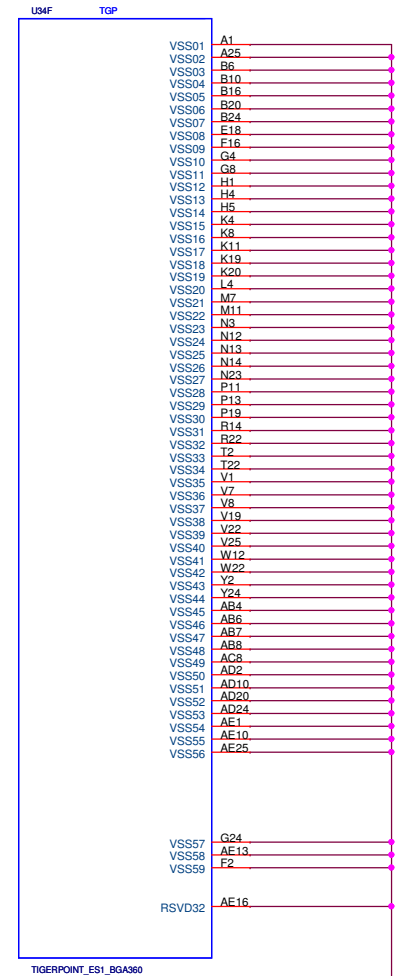 U34F TGP
VSS01 A1
VSS02 A25
VSS03 B6
VSS04 B10
VSS05 B16
VSS06 B20
VSS07 B24
VSS08 E18
VSS09 F16
VSS10 G4
VSS11 G8
VSS12 H1
VSS13 H4
VSS14 H5
VSS15 K4
VSS16 K8
VSS17 K11
VSS18 K19
VSS19 K20
VSS20 L4
VSS21 M7
VSS22 M11
VSS23 N3
VSS24 N12
VSS25 N13
VSS26 N14
VSS27 N23
VSS28 P11
VSS29 P13
VSS30 P19
VSS31 R14
VSS32 R22
VSS33 T2
VSS34 T22
VSS35 V1
VSS36 V7
VSS37 V8
VSS38 V19
VSS39 V22
VSS40 V25
VSS41 W12
VSS42 W22
VSS43 Y2
VSS44 Y24
VSS45 AB4
VSS46 AB6
VSS47 AB7
VSS48 AB8
VSS49 AC8
VSS50 AD2
VSS51 AD10
VSS52 AD20
VSS53 AD24
VSS54 AE1
VSS55 AE10
VSS56 AE25
VSS57 G24
VSS58 AE13
VSS59 F2
RSVD32 AE16
TIGERPOINT_ES1_BGA360